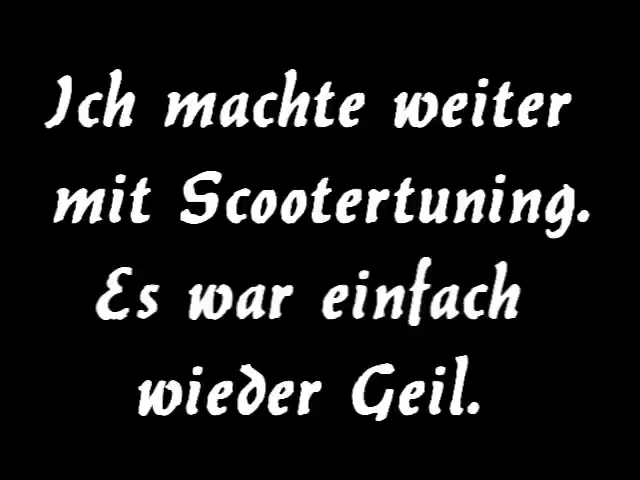 Ich machte weiter
mit Scootertuning.
Es war einfach
wieder Geil.